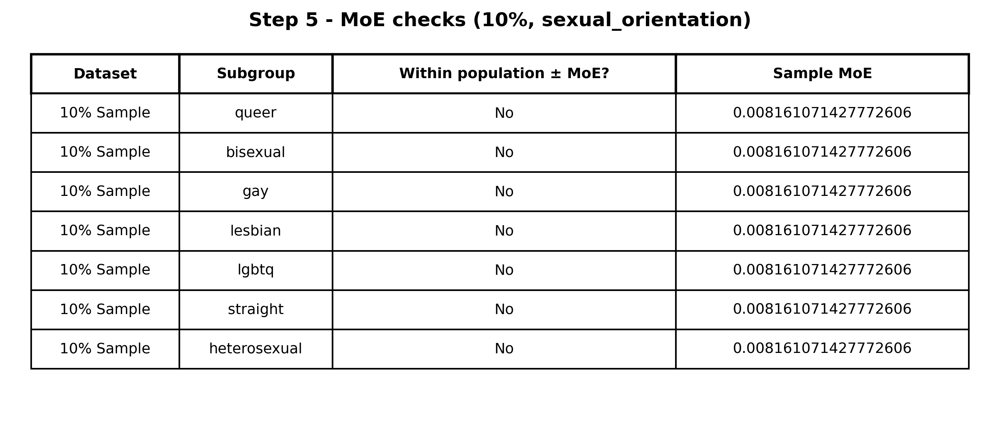 Step 5 - MoE checks (10%, sexual_orientation)
Dataset Subgroup Within population ± MoE? Sample MoE
10% Sample queer No 0.008161071427772606
10% Sample bisexual No 0.008161071427772606
10% Sample gay No 0.008161071427772606
10% Sample lesbian No 0.008161071427772606
10% Sample lgbtq No 0.008161071427772606
10% Sample straight No 0.008161071427772606
10% Sample heterosexual No 0.008161071427772606